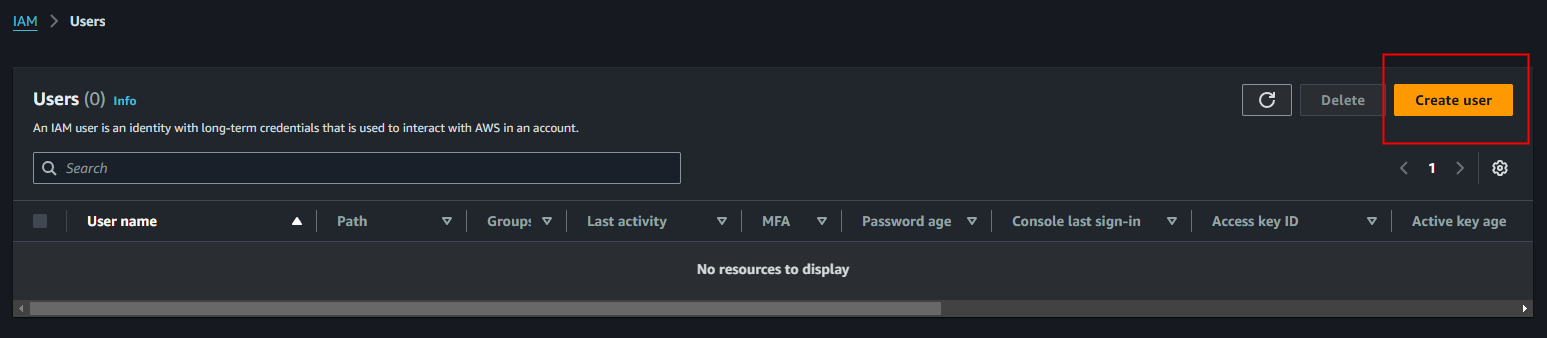 IAM > Users
Users (0) Info
Delete
Create user
An IAM user is an identity with long-term credentials that is used to interact with AWS in an account.
Search
1
User name Path Groups Last activity MFA Password age Console last sign-in Access key ID Active key age
No resources to display